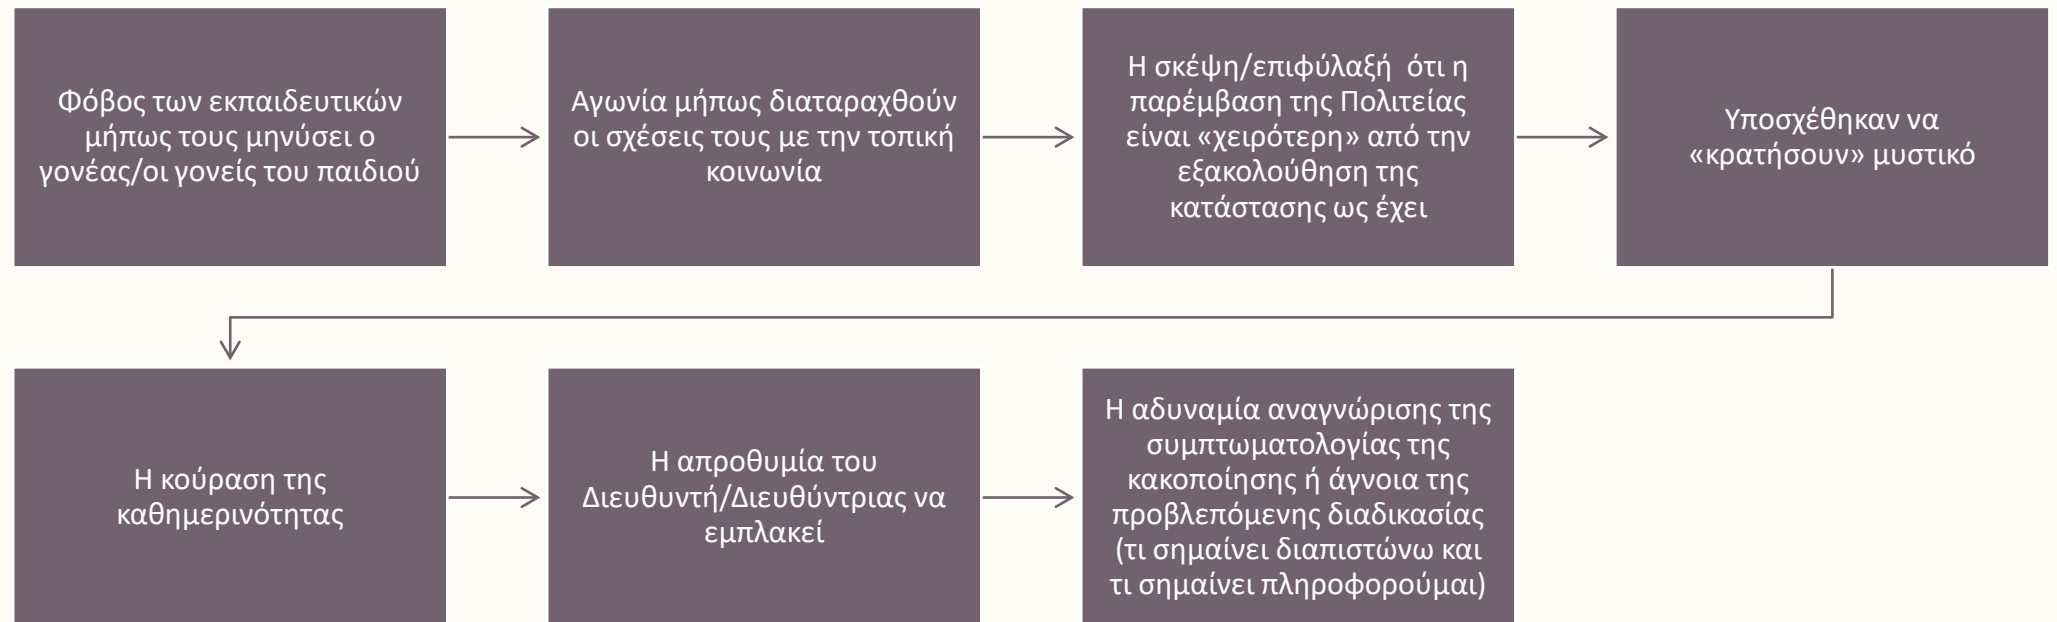 Φόβος των εκπαιδευτικών
μήπως τους μηνύσει ο
γονέας/οι γονείς του παιδιού
Αγωνία μήπως διαταραχθούν
οι σχέσεις τους με την τοπική
κοινωνία
Η σκέψη/επιφύλαξή ότι η
παρέμβαση της Πολιτείας
είναι «χειρότερη» από την
εξακολούθηση της
κατάστασης ως έχει
Υποσχέθηκαν να
«κρατήσουν» μυστικό
Η κούραση της
καθημερινότητας
Η απροθυμία του
Διευθυντή/Διευθύντριας να
εμπλακεί
Η αδυναμία αναγνώρισης της
συμπτωματολογίας της
κακοποίησης ή άγνοια της
προβλεπόμενης διαδικασίας
(τι σημαίνει διαπιστώνω και
τι σημαίνει πληροφορούμαι)